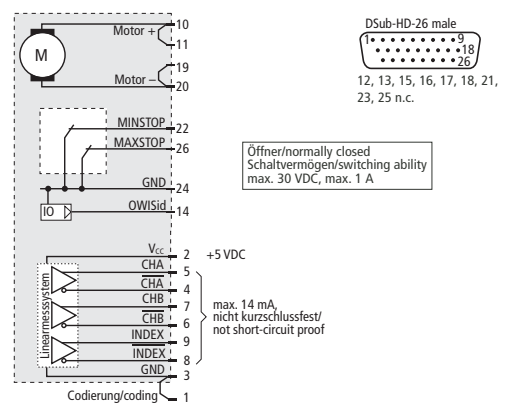 DSub-HD-26 male
1 9
18
26
12, 13, 15, 16, 17, 18, 21,
23, 25 n.c.
M
Motor + 10
11
19
Motor – 20
MINSTOP 22
MAXSTOP 26
GND 24
IO OWISid 14
Öffner/normally closed
Schaltvermögen/switching ability
max. 30 VDC, max. 1 A
Linearmesssystem
VCC 2 +5 VDC
CHA 5
C̅H̅A̅ 4
CHB 7
C̅H̅B̅ 6
INDEX 9
I̅N̅D̅E̅X̅ 8
GND 3
max. 14 mA,
nicht kurzschlussfest/
not short-circuit proof
Codierung/coding 1